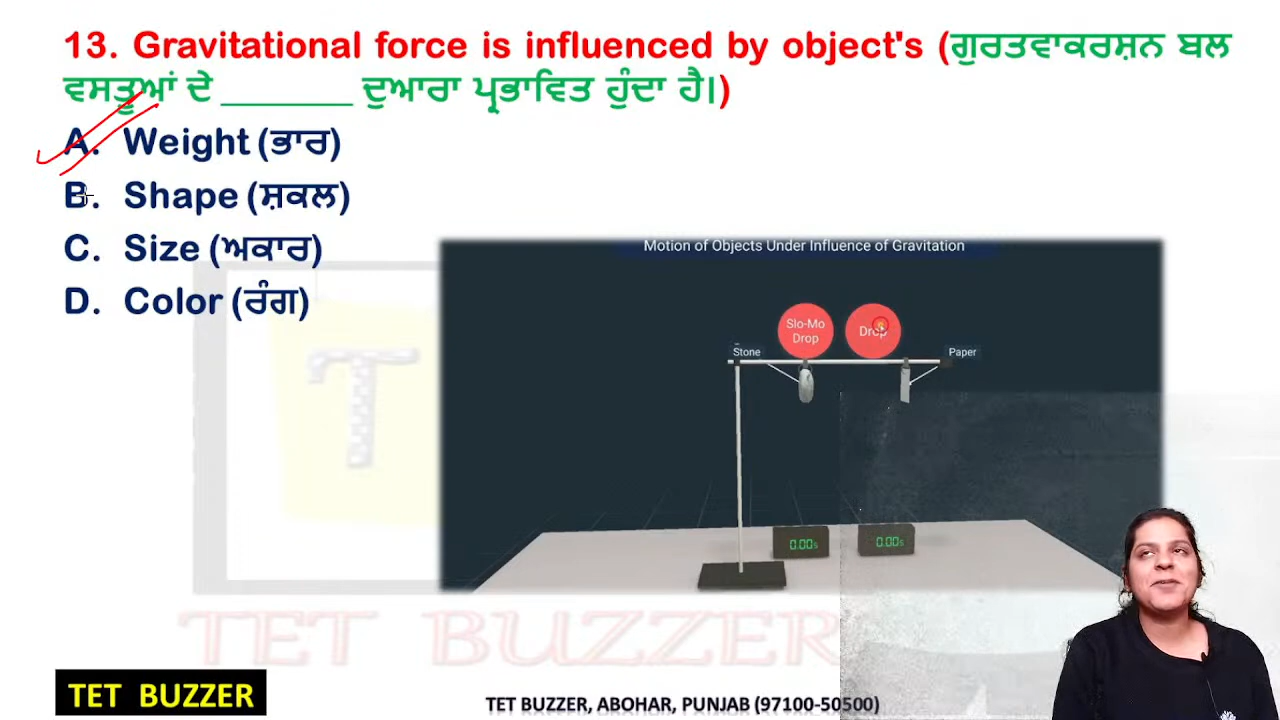 13. Gravitational force is influenced by object's (ਗੁਰਤਵਾਕਰਸ਼ਨ ਬਲ
ਵਸਤੂਆਂ ਦੇ _______ ਦੁਆਰਾ ਪ੍ਰਭਾਵਿਤ ਹੁੰਦਾ ਹੈ।)
A. Weight (ਭਾਰ)
B. Shape (ਸ਼ਕਲ)
C. Size (ਅਕਾਰ)
D. Color (ਰੰਗ)
Motion of Objects Under Influence of Gravitation
Slo-Mo
Drop
Drop
Stone
Paper
0.00s
0.00s
T
TET BUZZER
TET BUZZER
TET BUZZER, ABOHAR, PUNJAB (97100-50500)